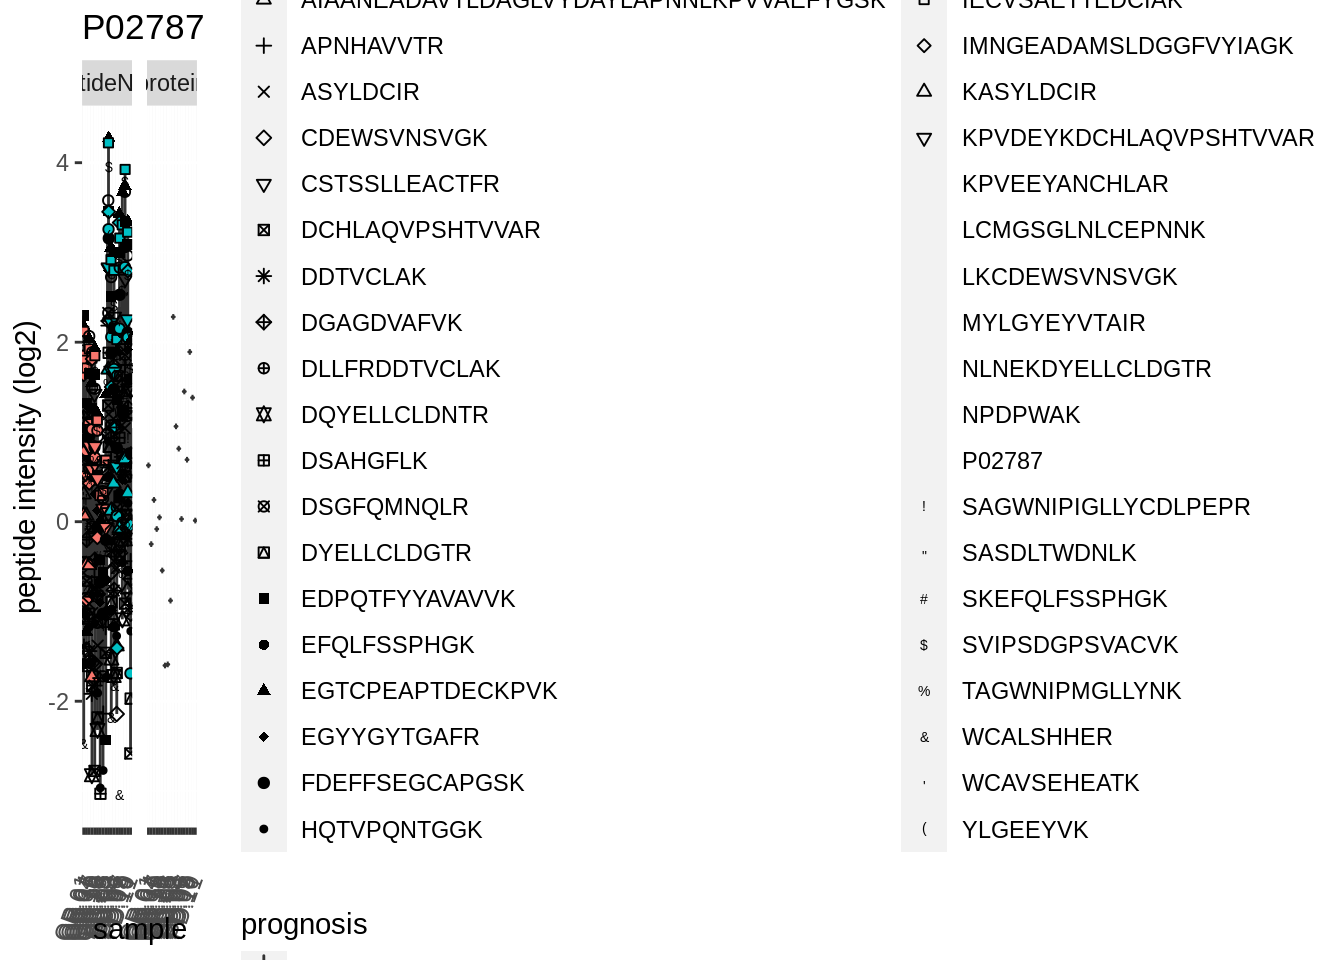 P02787
tideN
protein
peptide intensity (log2)
4
2
0
-2
sample
AIAANEADAVTLDAGLVYDAYLAPNNLKPVVAEFYGSK
APNHAVVTR
ASYLDCIR
CDEWSVNSVGK
CSTSSLLEACTFR
DCHLAQVPSHTVVAR
DDTVCLAK
DGAGDVAFVK
DLLFRDDTVCLAK
DQYELLCLDNTR
DSAHGFLK
DSGFQMNQLR
DYELLCLDGTR
EDPQTFYYAVAVVK
EFQLFSSPHGK
EGTCPEAPTDECKPVK
EGYYGYTGAFR
FDEFFSEGCAPGSK
HQTVPQNTGGK
IECVSAETTEDCIAK
IMNGEADAMSLDGGFVYIAGK
KASYLDCIR
KPVDEYKDCHLAQVPSHTVVAR
KPVEEYANCHLAR
LCMGSGLNLCEPNNK
LKCDEWSVNSVGK
MYLGYEYVTAIR
NLNEKDYELLCLDGTR
NPDPWAK
P02787
! SAGWNIPIGLLYCDLPEPR
" SASDLTWDNLK
# SKEFQLFSSPHGK
$ SVIPSDGPSVACVK
% TAGWNIPMGLLYNK
& WCALSHHER
' WCAVSEHEATK
( YLGEEYVK
prognosis